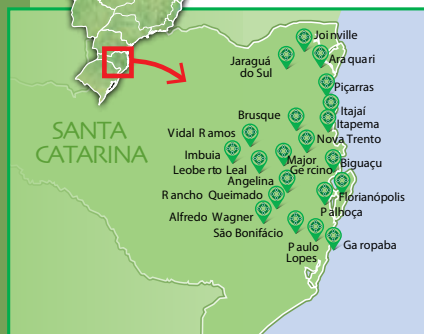 Joinville
Jaraguá
do Sul
Araquari
Piçarras
Itajaí
Itapema
Brusque
SANTA
CATARINA
Vidal Ramos
Nova Trento
Imbuia
Leoberto Leal
Major
Gercino
Biguaçu
Angelina
Rancho Queimado
Florianópolis
Palhoça
Alfredo Wagner
São Bonifácio
Paulo
Lopes
Garopaba